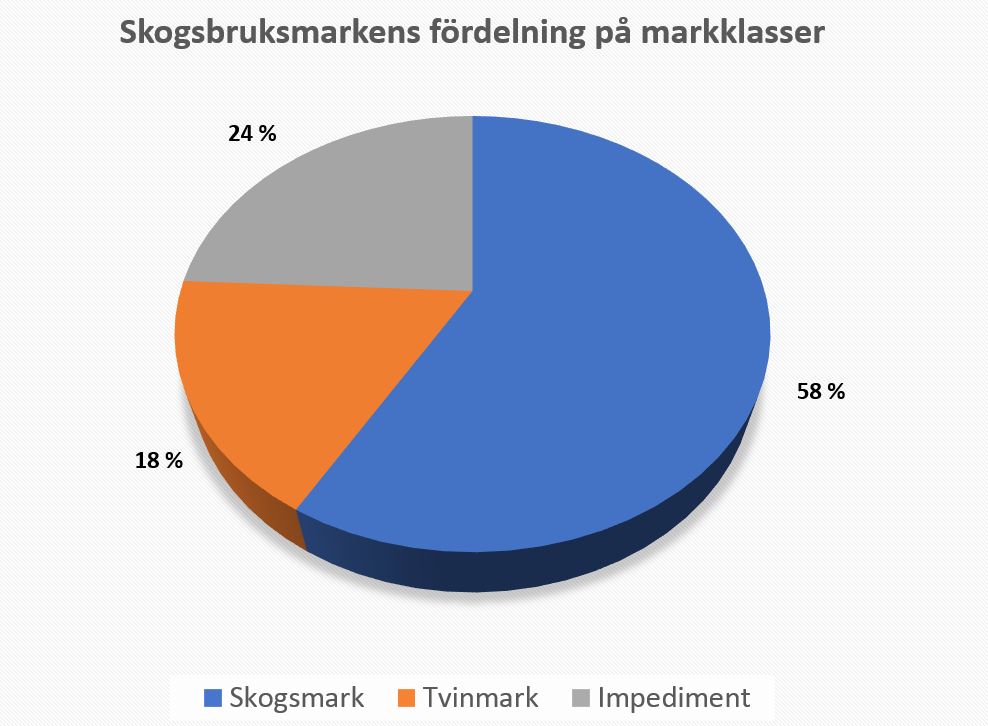 Skogsbruksmarkens fördelning på markklasser
24 %
58 %
18 %
Skogsmark Tvinmark Impediment